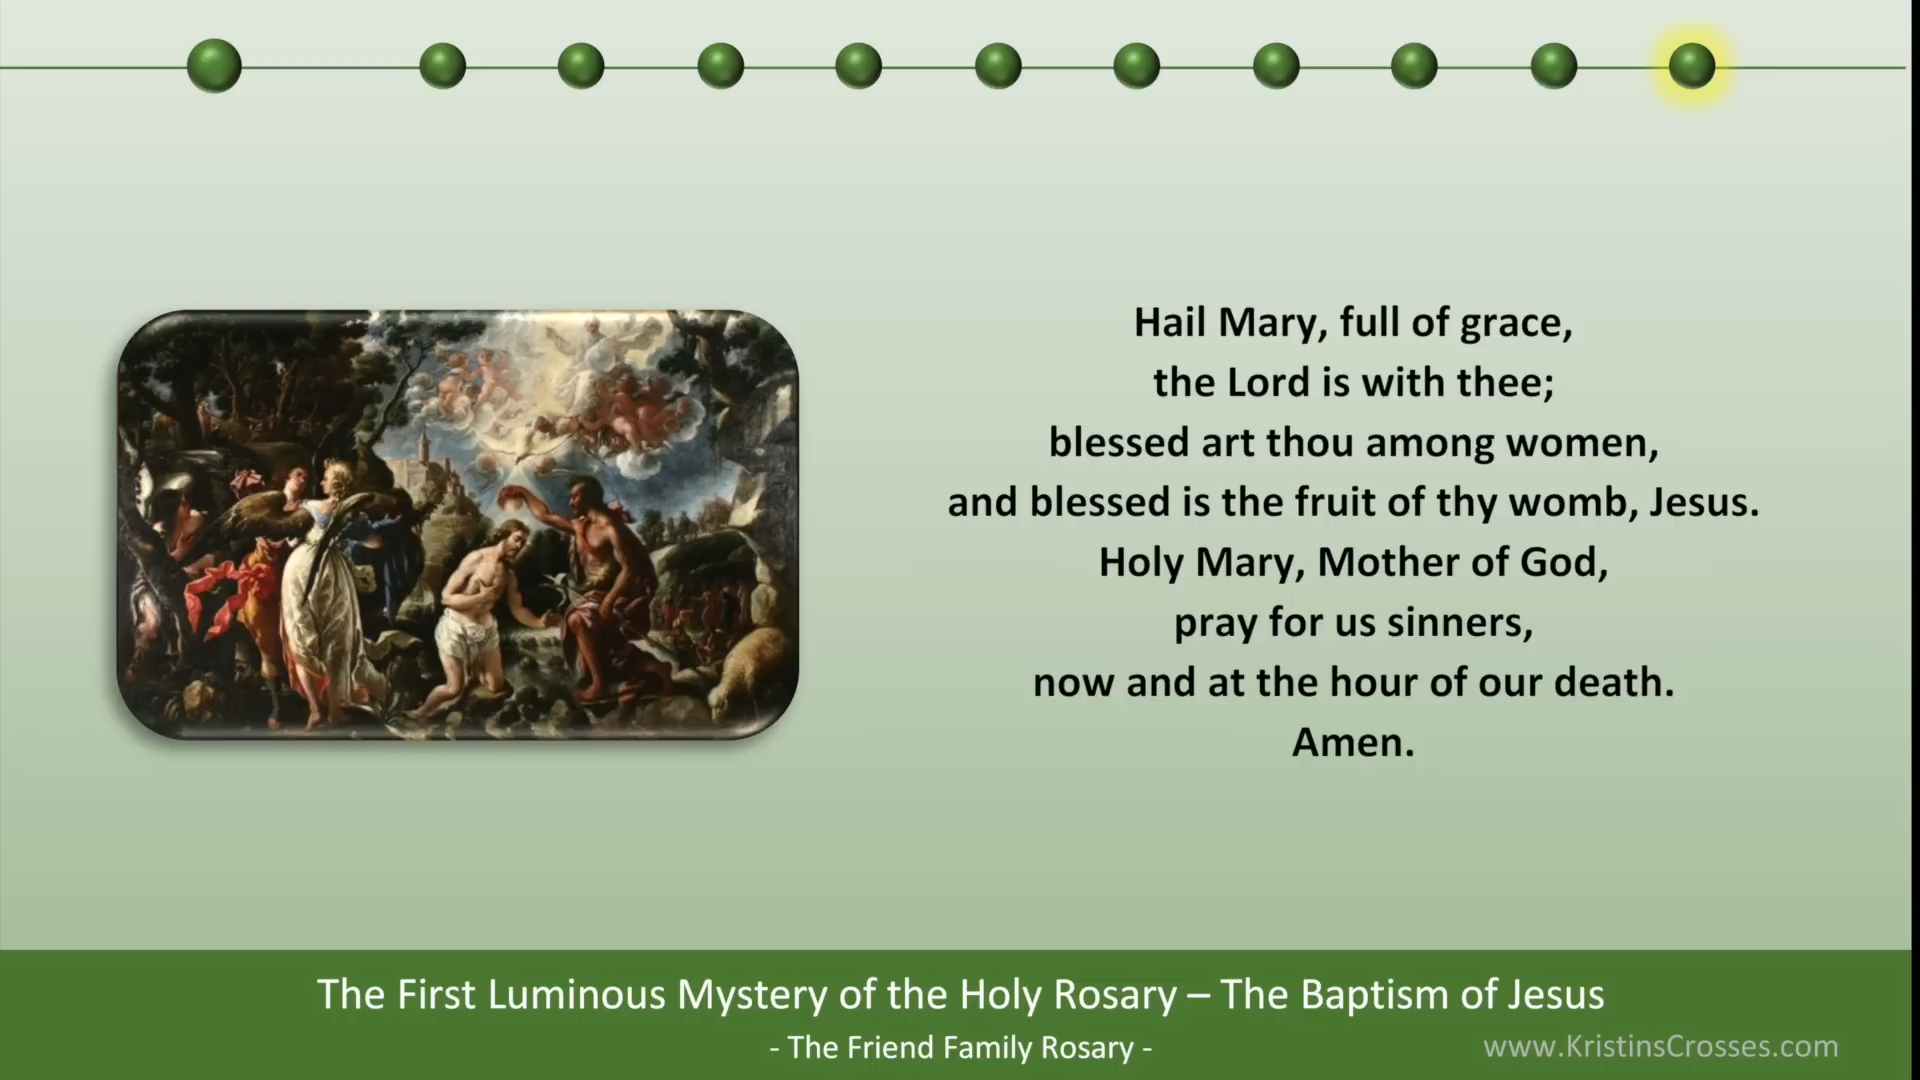 Hail Mary, full of grace,
the Lord is with thee;
blessed art thou among women,
and blessed is the fruit of thy womb, Jesus.
Holy Mary, Mother of God,
pray for us sinners,
now and at the hour of our death.
Amen.
The First Luminous Mystery of the Holy Rosary – The Baptism of Jesus
- The Friend Family Rosary -
www.KristinsCrosses.com